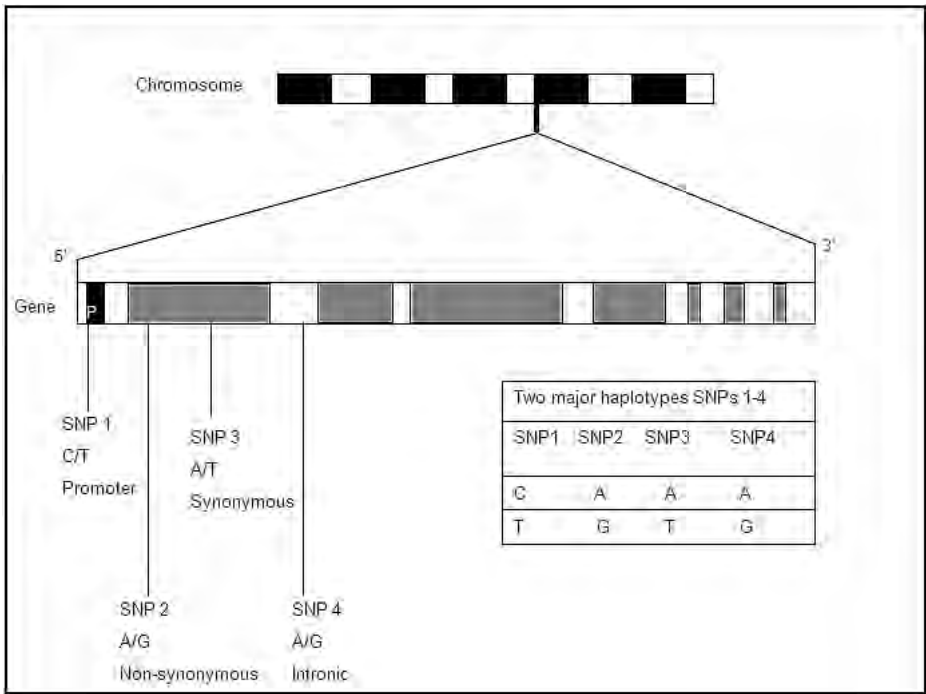 Chromosome
5'
3'
Gene
P
SNP 1
C/T
Promoter
SNP 3
A/T
Synonymous
SNP 2
A/G
Non-synonymous
SNP 4
A/G
Intronic
Two major haplotypes SNPs 1-4
SNP1 SNP2 SNP3 SNP4
C A A A
T G T G